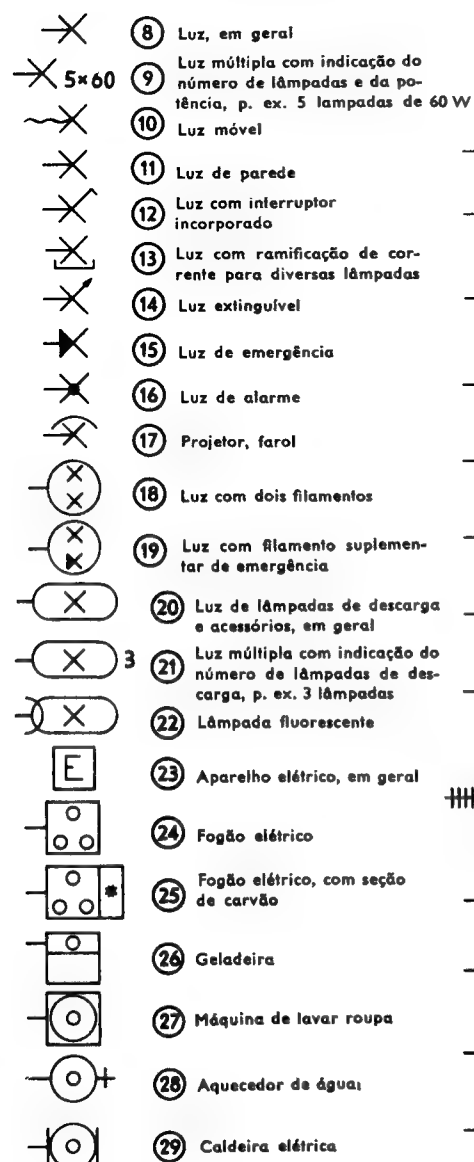 8 Luz, em geral
5×60 9 Luz múltipla com indicação do
número de lâmpadas e da po-
tência, p. ex. 5 lampadas de 60 W
10 Luz móvel
11 Luz de parede
12 Luz com interruptor
incorporado
13 Luz com ramificação de cor-
rente para diversas lâmpadas
14 Luz extinguível
15 Luz de emergência
16 Luz de alarme
17 Projetor, farol
18 Luz com dois filamentos
19 Luz com filamento suplemen-
tar de emergência
20 Luz de lâmpadas de descarga
e acessórios, em geral
3 21 Luz múltipla com indicação do
número de lâmpadas de des-
carga, p. ex. 3 lâmpadas
22 Lâmpada fluorescente
E 23 Aparelho elétrico, em geral
24 Fogão elétrico
* 25 Fogão elétrico, com seção
de carvão
26 Geladeira
27 Máquina de lavar roupa
28 Aquecedor de água
29 Caldeira elétrica